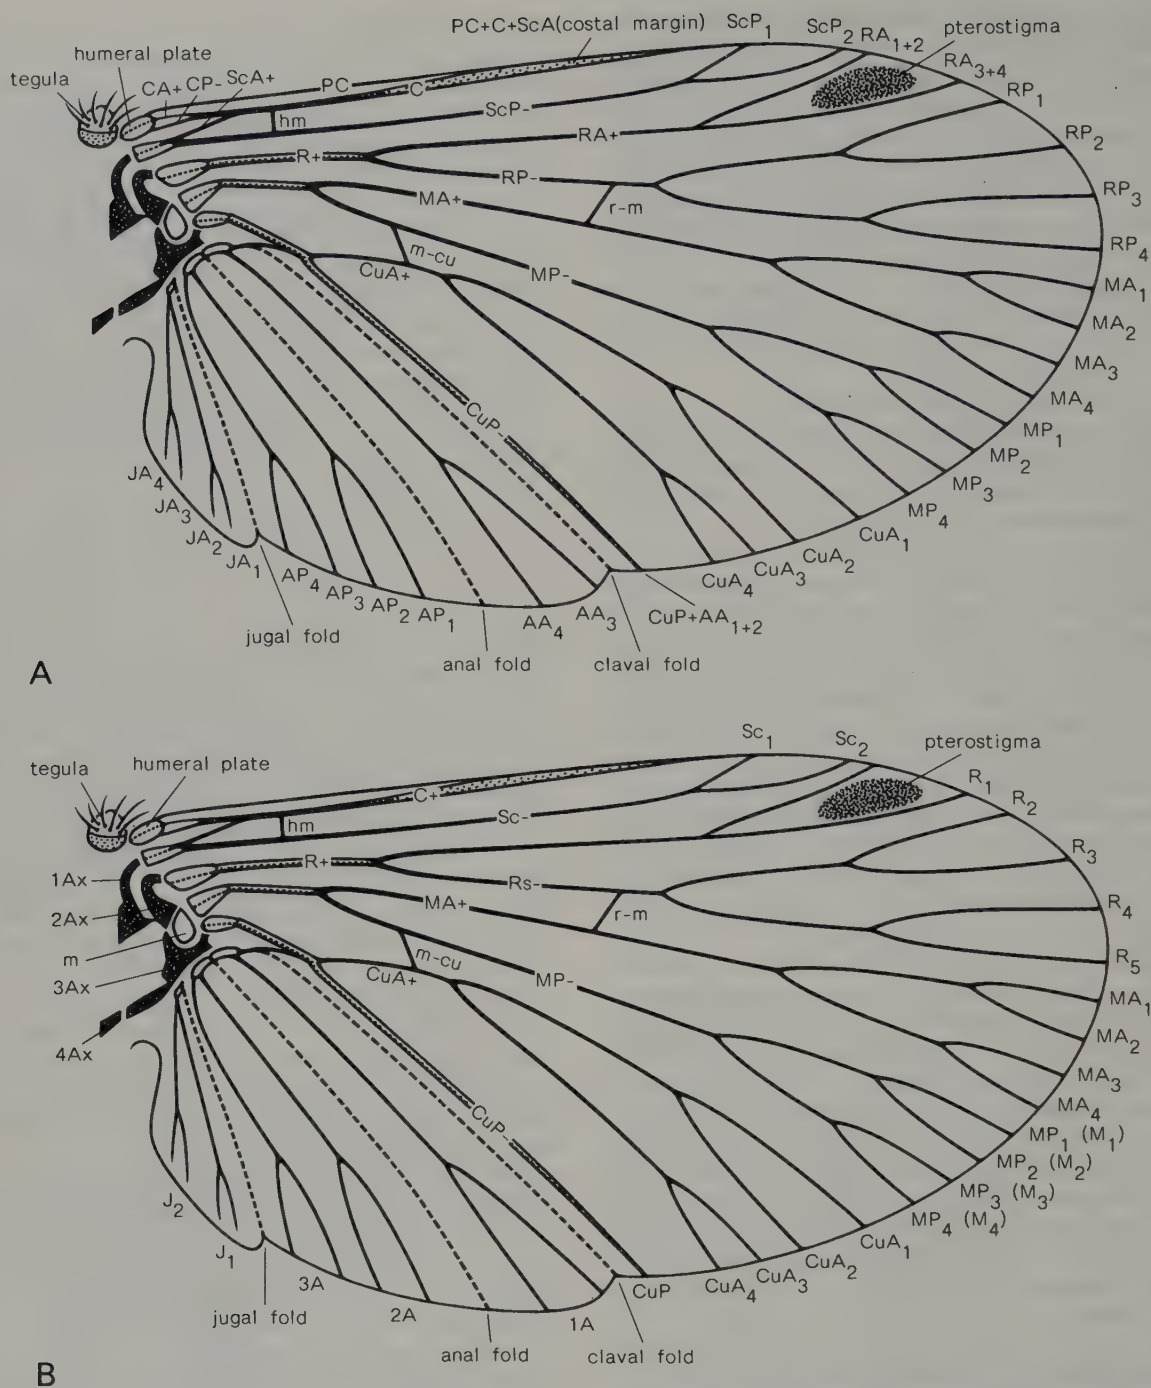 PC+C+ScA(costal margin)
ScP1
ScP2
RA1+2
pterostigma
humeral plate
tegula
CA+
CP-
ScA+
PC
C
RA3+4
RP1
hm
ScP-
RA+
RP2
R+
RP-
MA+
r-m
RP3
m-cu
CuA+
MP-
RP4
MA1
MA2
MA3
MA4
CuP-
MP1
MP2
MP3
MP4
CuA1
CuA2
CuA3
CuA4
JA4
JA3
JA2
JA1
AP4
AP3
AP2
AP1
AA4
AA3
CuP+AA1+2
jugal fold
anal fold
claval fold
A
Sc1
Sc2
pterostigma
tegula
humeral plate
C+
R1
R2
hm
Sc-
R3
1Ax
R+
Rs-
MA+
r-m
R4
2Ax
m
m-cu
CuA+
MP-
R5
3Ax
MA1
4Ax
MA2
MA3
MA4
CuP-
MP1 (M1)
MP2 (M2)
MP3 (M3)
MP4 (M4)
CuA1
CuA2
CuA3
CuA4
CuP
J2
J1
3A
2A
1A
jugal fold
anal fold
claval fold
B